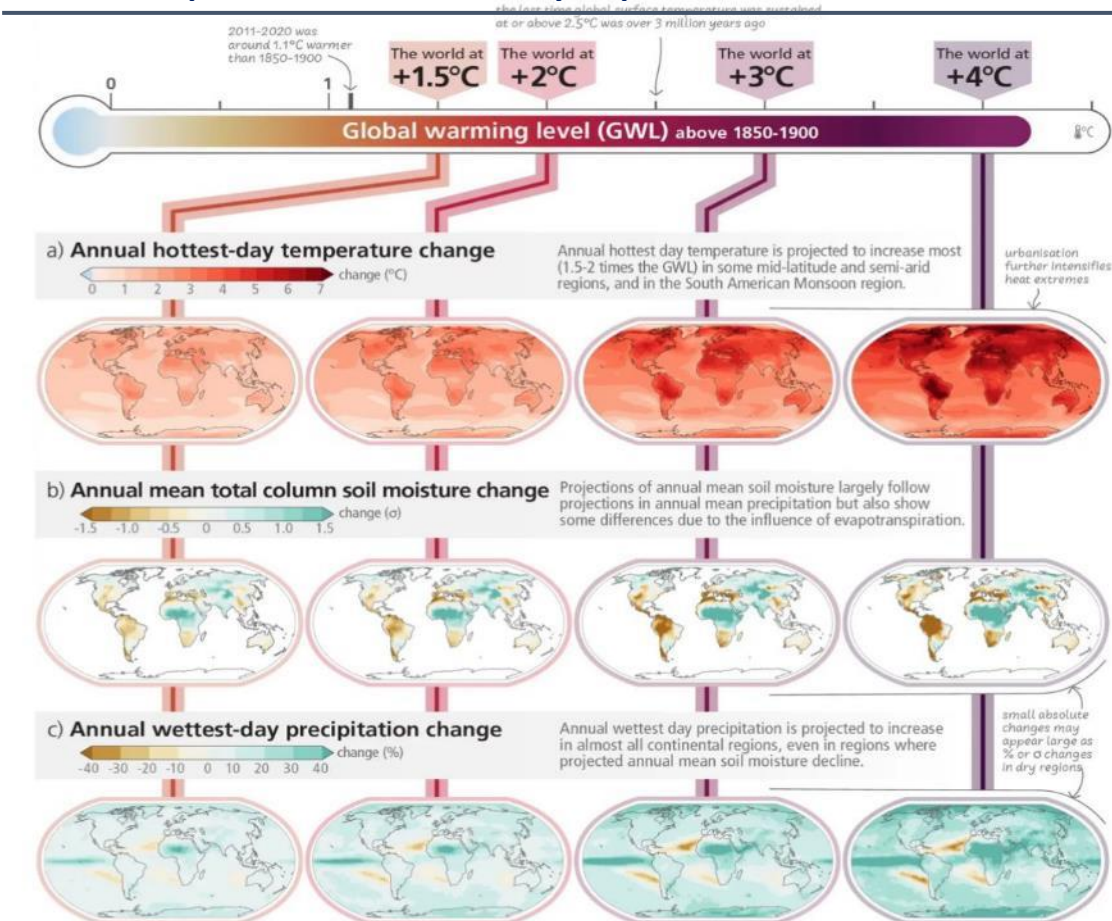 the last time global surface temperature was sustained
at or above 2.5°C was over 3 million years ago
2011-2020 was
around 1.1°C warmer
than 1850-1900
The world at
+1.5°C
The world at
+2°C
The world at
+3°C
The world at
+4°C
0
1
Global warming level (GWL) above 1850-1900
°C
a) Annual hottest-day temperature change
change (°C)
0 1 2 3 4 5 6 7
Annual hottest day temperature is projected to increase most
(1.5-2 times the GWL) in some mid-latitude and semi-arid
regions, and in the South American Monsoon region.
urbanisation
further intensifies
heat extremes
b) Annual mean total column soil moisture change
change (σ)
-1.5 -1.0 -0.5 0 0.5 1.0 1.5
Projections of annual mean soil moisture largely follow
projections in annual mean precipitation but also show
some differences due to the influence of evapotranspiration.
c) Annual wettest-day precipitation change
change (%)
-40 -30 -20 -10 0 10 20 30 40
Annual wettest day precipitation is projected to increase
in almost all continental regions, even in regions where
projected annual mean soil moisture decline.
small absolute
changes may
appear large as
% or σ changes
in dry regions